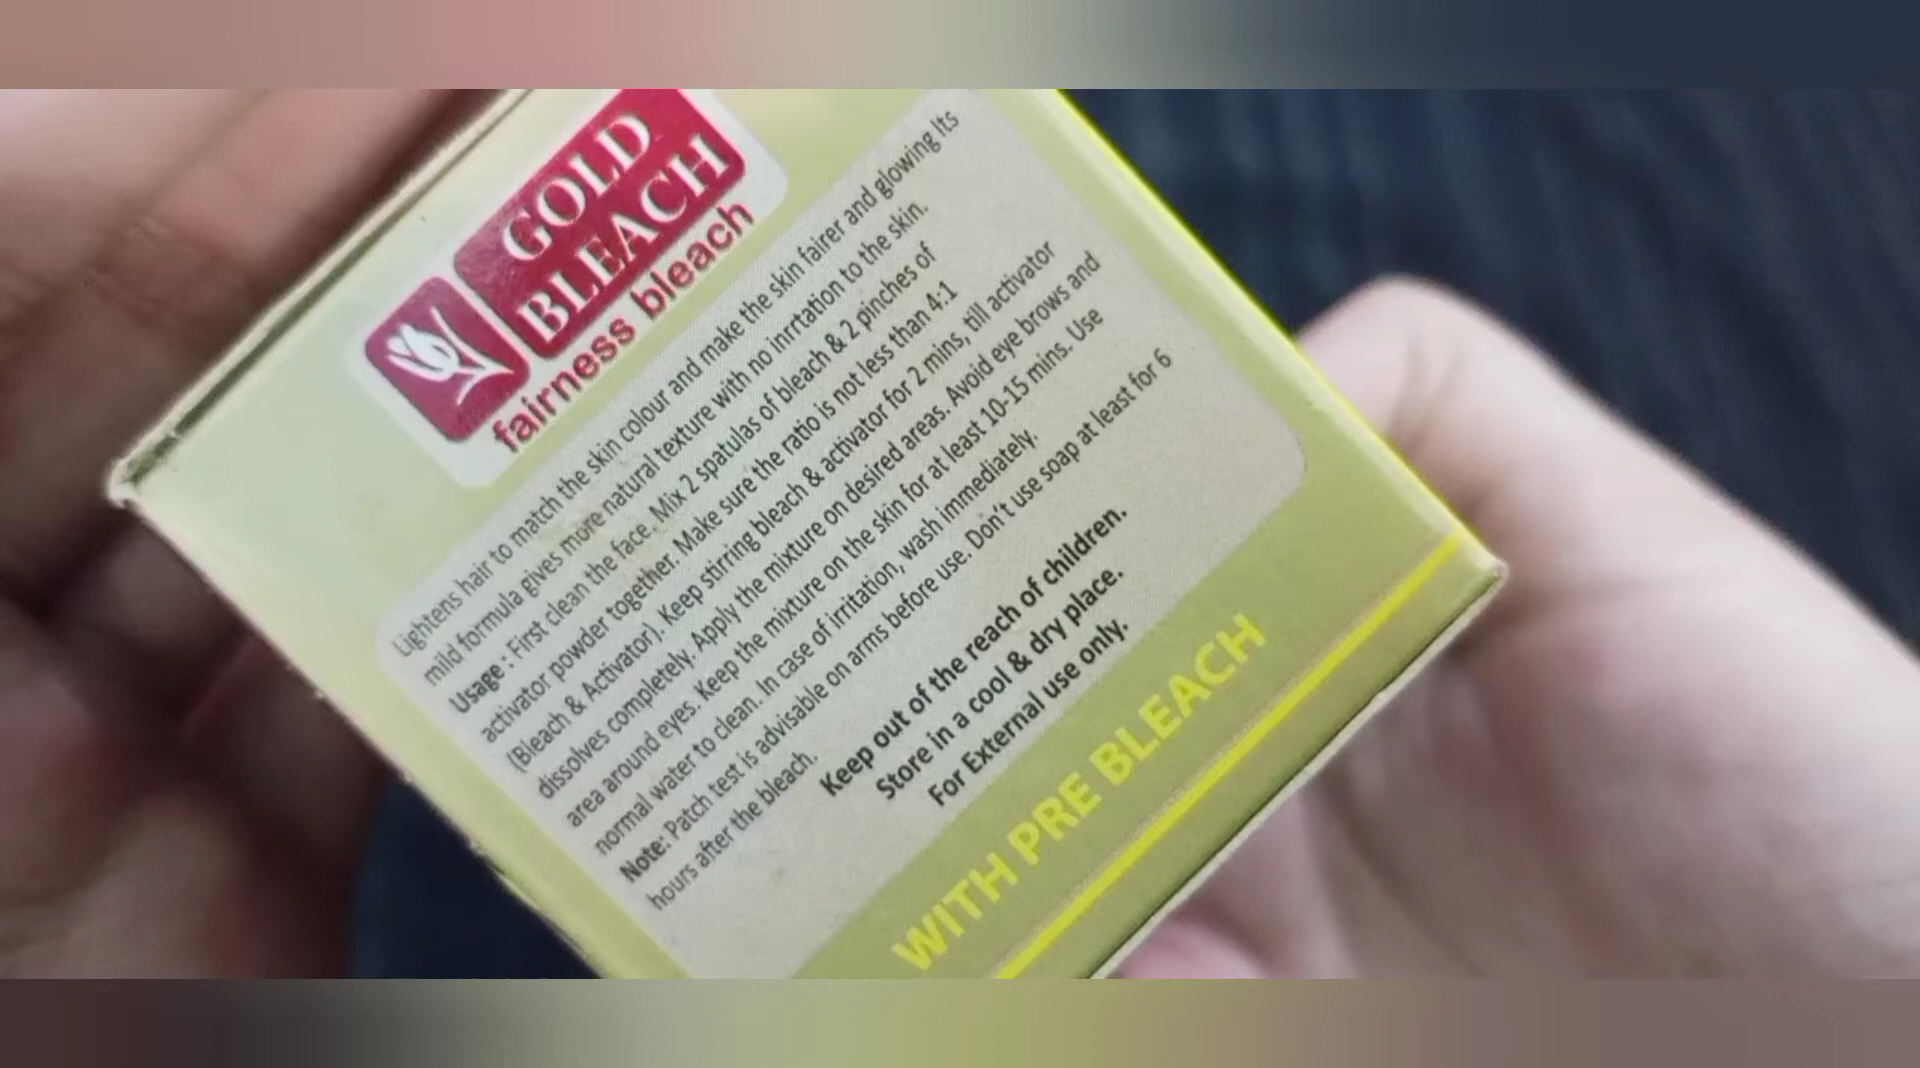 GOLD
BLEACH
fairness bleach
Lightens hair to match the skin colour and make the skin fairer and glowing Its
mild formula gives more natural texture with no inrrtation to the skin.
Usage : First clean the face. Mix 2 spatulas of bleach & 2 pinches of
activator powder together. Make sure the ratio is not less than 4:1
(Bleach & Activator). Keep stirring bleach & activator for 2 mins, till activator
dissolves completely. Apply the mixture on desired areas. Avoid eye brows and
area around eyes. Keep the mixture on the skin for at least 10-15 mins. Use
normal water to clean. In case of irritation, wash immediately.
Note: Patch test is advisable on arms before use. Don't use soap at least for 6
hours after the bleach.
Keep out of the reach of children.
Store in a cool & dry place.
For External use only.
WITH PRE BLEACH